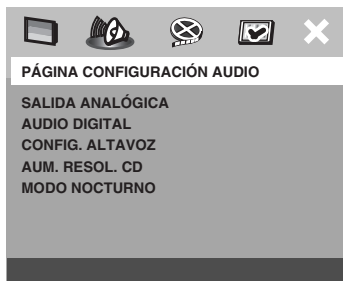 PÁGINA CONFIGURACIÓN AUDIO
SALIDA ANALÓGICA
AUDIO DIGITAL
CONFIG. ALTAVOZ
AUM. RESOL. CD
MODO NOCTURNO